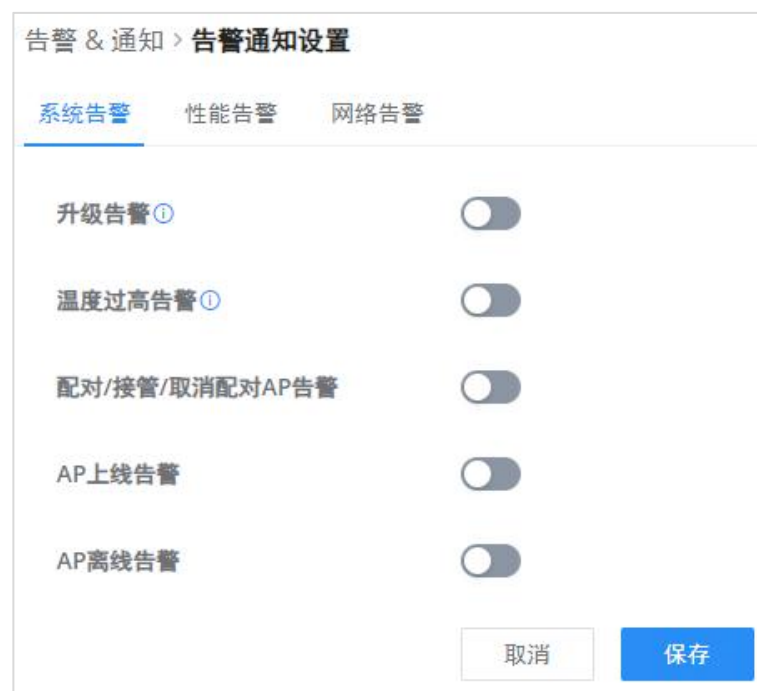 告警 & 通知 > 告警通知设置
系统告警 性能告警 网络告警
升级告警
温度过高告警
配对/接管/取消配对AP告警
AP上线告警
AP离线告警
取消 保存